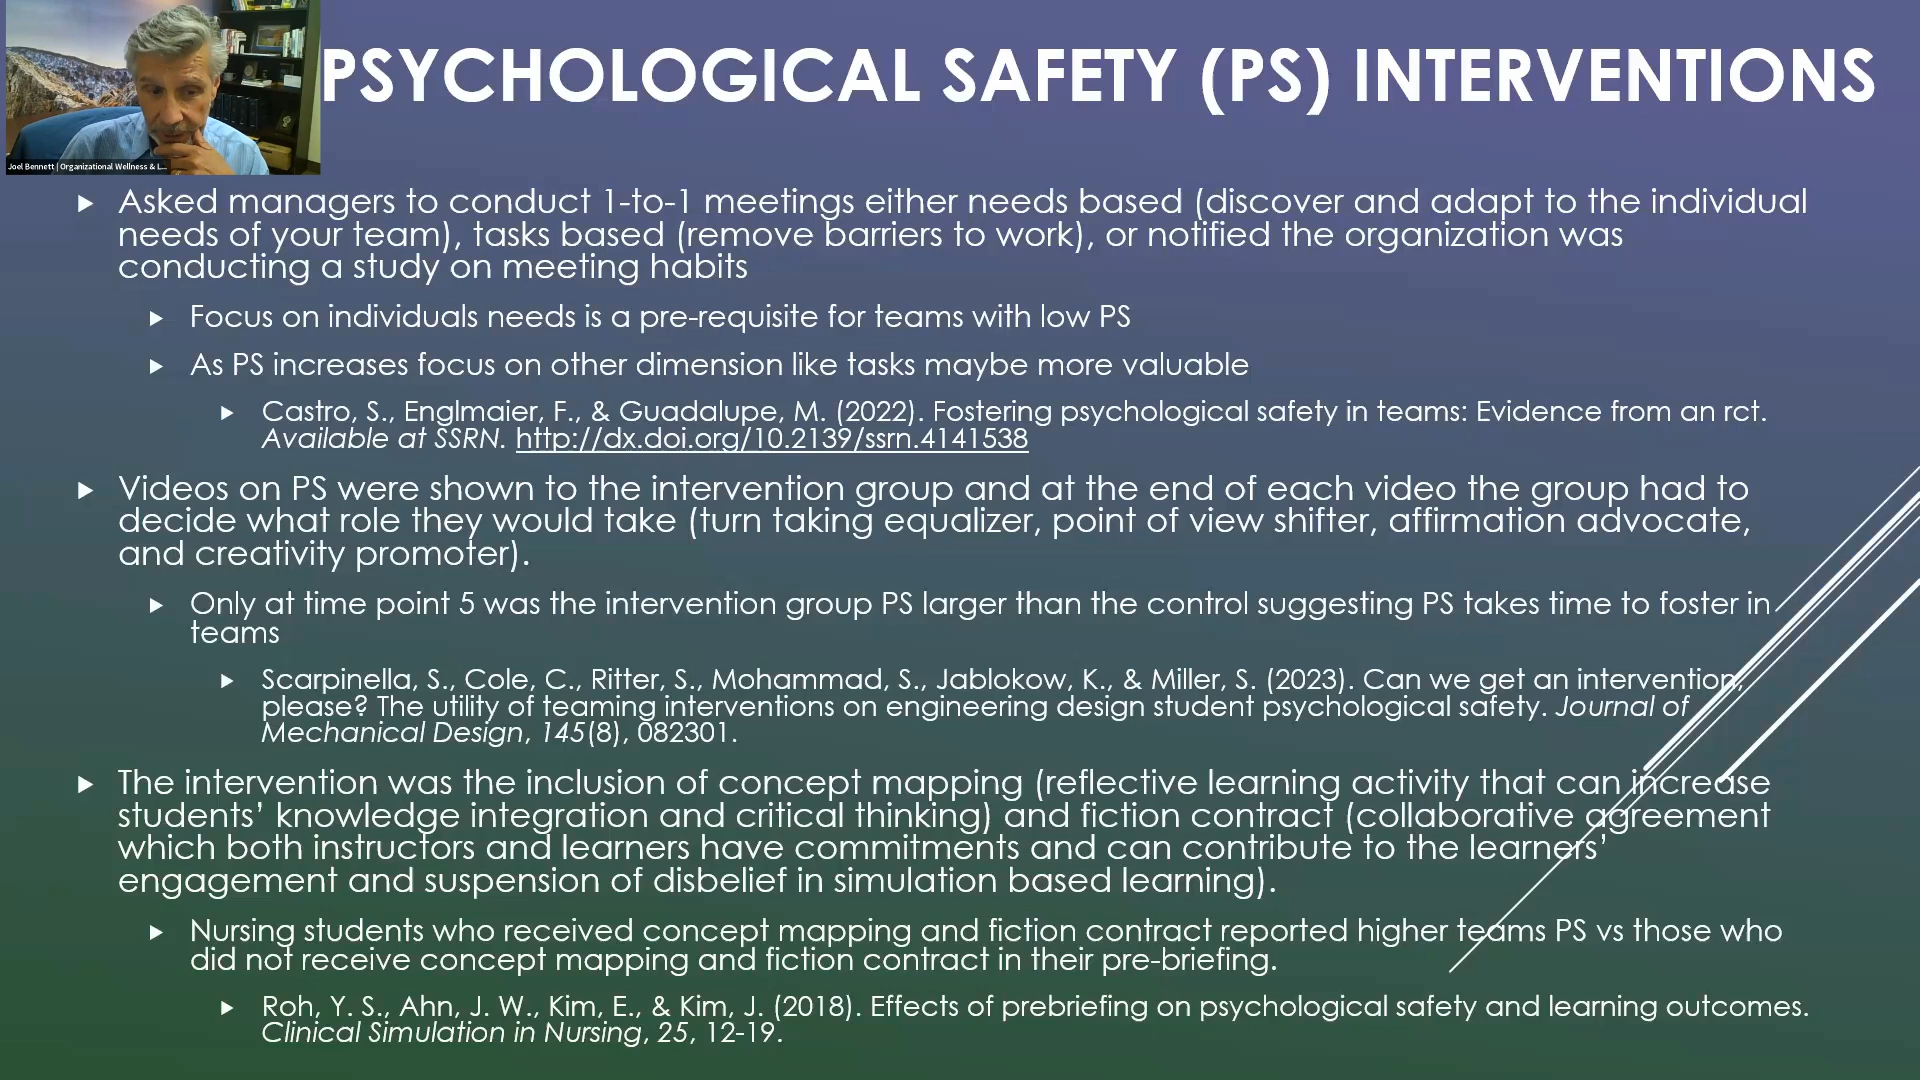 PSYCHOLOGICAL SAFETY (PS) INTERVENTIONS
Joel Bennett | Organizational Wellness & L...
Asked managers to conduct 1-to-1 meetings either needs based (discover and adapt to the individual
needs of your team), tasks based (remove barriers to work), or notified the organization was
conducting a study on meeting habits
Focus on individuals needs is a pre-requisite for teams with low PS
As PS increases focus on other dimension like tasks maybe more valuable
Castro, S., Englmaier, F., & Guadalupe, M. (2022). Fostering psychological safety in teams: Evidence from an rct.
Available at SSRN. http://dx.doi.org/10.2139/ssrn.4141538
Videos on PS were shown to the intervention group and at the end of each video the group had to
decide what role they would take (turn taking equalizer, point of view shifter, affirmation advocate,
and creativity promoter).
Only at time point 5 was the intervention group PS larger than the control suggesting PS takes time to foster in
teams
Scarpinella, S., Cole, C., Ritter, S., Mohammad, S., Jablokow, K., & Miller, S. (2023). Can we get an intervention,
please? The utility of teaming interventions on engineering design student psychological safety. Journal of
Mechanical Design, 145(8), 082301.
The intervention was the inclusion of concept mapping (reflective learning activity that can increase
students’ knowledge integration and critical thinking) and fiction contract (collaborative agreement
which both instructors and learners have commitments and can contribute to the learners’
engagement and suspension of disbelief in simulation based learning).
Nursing students who received concept mapping and fiction contract reported higher teams PS vs those who
did not receive concept mapping and fiction contract in their pre-briefing.
Roh, Y. S., Ahn, J. W., Kim, E., & Kim, J. (2018). Effects of prebriefing on psychological safety and learning outcomes.
Clinical Simulation in Nursing, 25, 12-19.